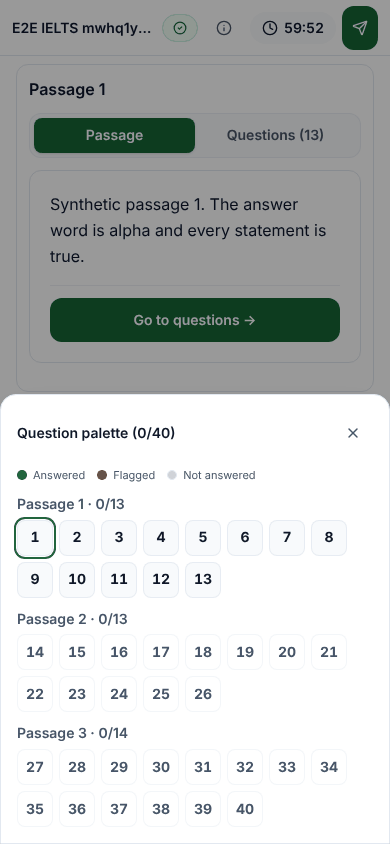 E2E IELTS mwhq1y... 59:52
Passage 1
Passage Questions (13)
Synthetic passage 1. The answer
word is alpha and every statement is
true.
Go to questions →
Question palette (0/40)
Answered Flagged Not answered
Passage 1 · 0/13
1 2 3 4 5 6 7 8
9 10 11 12 13
Passage 2 · 0/13
14 15 16 17 18 19 20 21
22 23 24 25 26
Passage 3 · 0/14
27 28 29 30 31 32 33 34
35 36 37 38 39 40